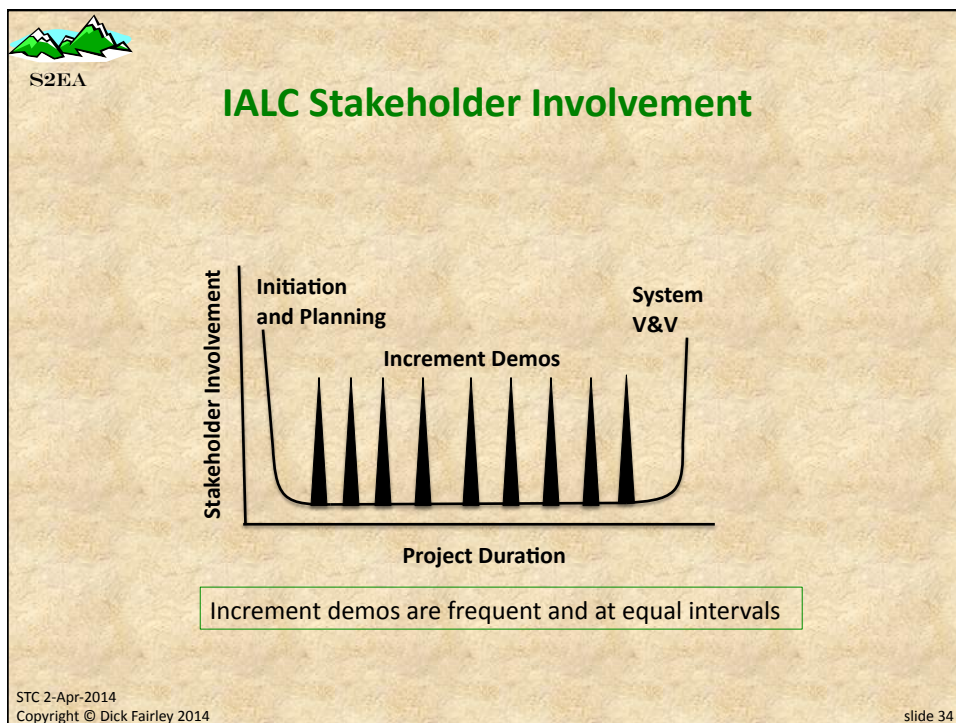 S2EA
IALC Stakeholder Involvement
Stakeholder Involvement
Initiation
and Planning
System
V&V
Increment Demos
Project Duration
Increment demos are frequent and at equal intervals
STC 2-Apr-2014
Copyright © Dick Fairley 2014
slide 34